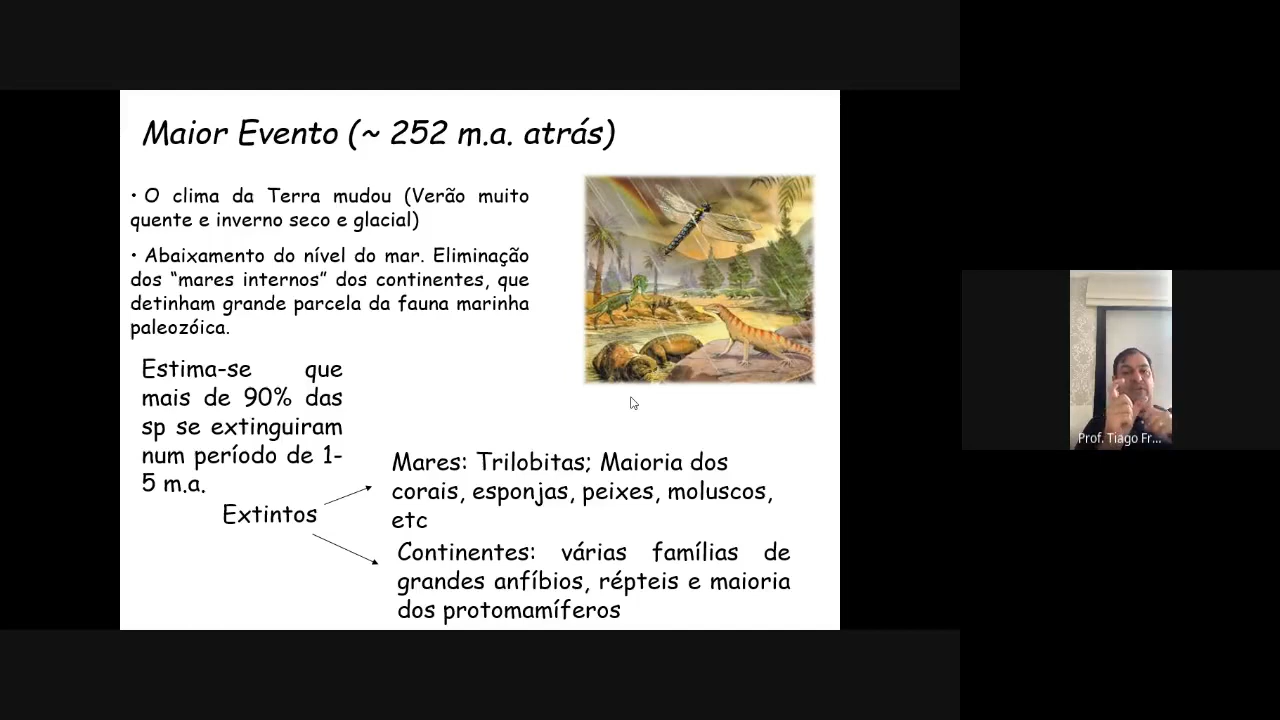 Maior Evento (~ 252 m.a. atrás)
• O clima da Terra mudou (Verão muito
quente e inverno seco e glacial)
• Abaixamento do nível do mar. Eliminação
dos “mares internos” dos continentes, que
detinham grande parcela da fauna marinha
paleozóica.
Estima-se que
mais de 90% das
sp se extinguiram
num período de 1-
5 m.a.
Extintos
Mares: Trilobitas; Maioria dos
corais, esponjas, peixes, moluscos,
etc
Continentes: várias famílias de
grandes anfíbios, répteis e maioria
dos protomamíferos
Prof. Tiago Fr...